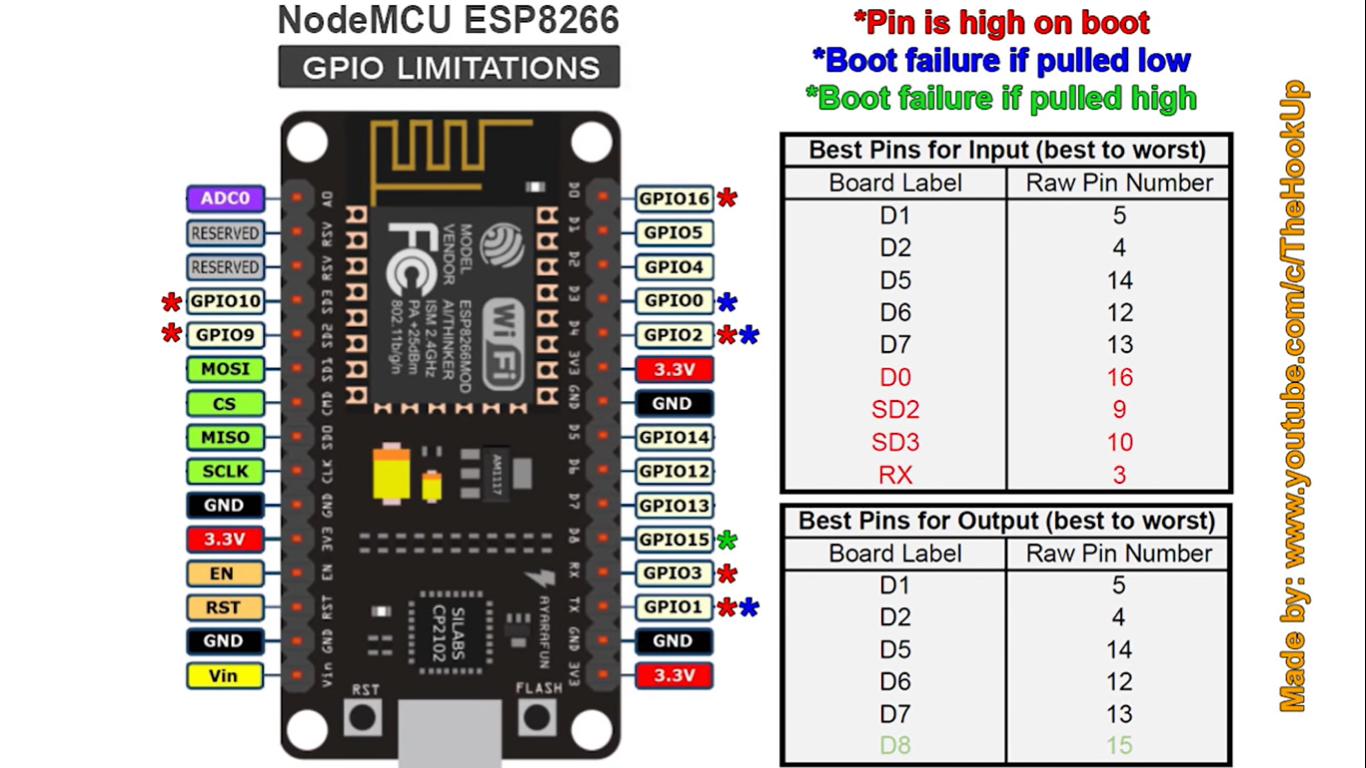 NodeMCU ESP8266
GPIO LIMITATIONS
*Pin is high on boot
*Boot failure if pulled low
*Boot failure if pulled high
ADC0
RESERVED
RESERVED
* GPIO10
* GPIO9
MOSI
CS
MISO
SCLK
GND
3.3V
EN
RST
GND
Vin
A0
RSV
RSV
SD3
SD2
SD1
CMD
SD0
CLK
GND
3V3
EN
RST
GND
Vin
FCC
MODEL
VENDOR
ISM 2.4GHz
PA +25dBm
802.11b/g/n
ESP8266MOD
AI/THINKER
WiFi
AM1117
SILABS
CP2102
AYARAFUN
RST
FLASH
D0
D1
D2
D3
D4
3V3
GND
D5
D6
D7
D8
RX
TX
GND
3V3
GPIO16 *
GPIO5
GPIO4
GPIO0 *
GPIO2 * *
3.3V
GND
GPIO14
GPIO12
GPIO13
GPIO15 *
GPIO3 *
GPIO1 * *
GND
3.3V
Best Pins for Input (best to worst)
Board Label Raw Pin Number
D1 5
D2 4
D5 14
D6 12
D7 13
D0 16
SD2 9
SD3 10
RX 3
Best Pins for Output (best to worst)
Board Label Raw Pin Number
D1 5
D2 4
D5 14
D6 12
D7 13
D8 15
Made by: www.youtube.com/c/TheHookUp